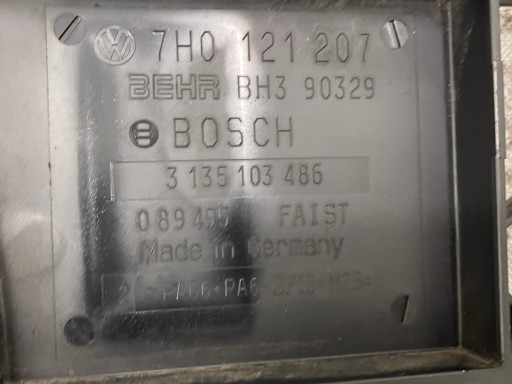 7H0 121 207
BEHR BH3 90329
BOSCH
3 135 103 486
FAIST
Made in Germany